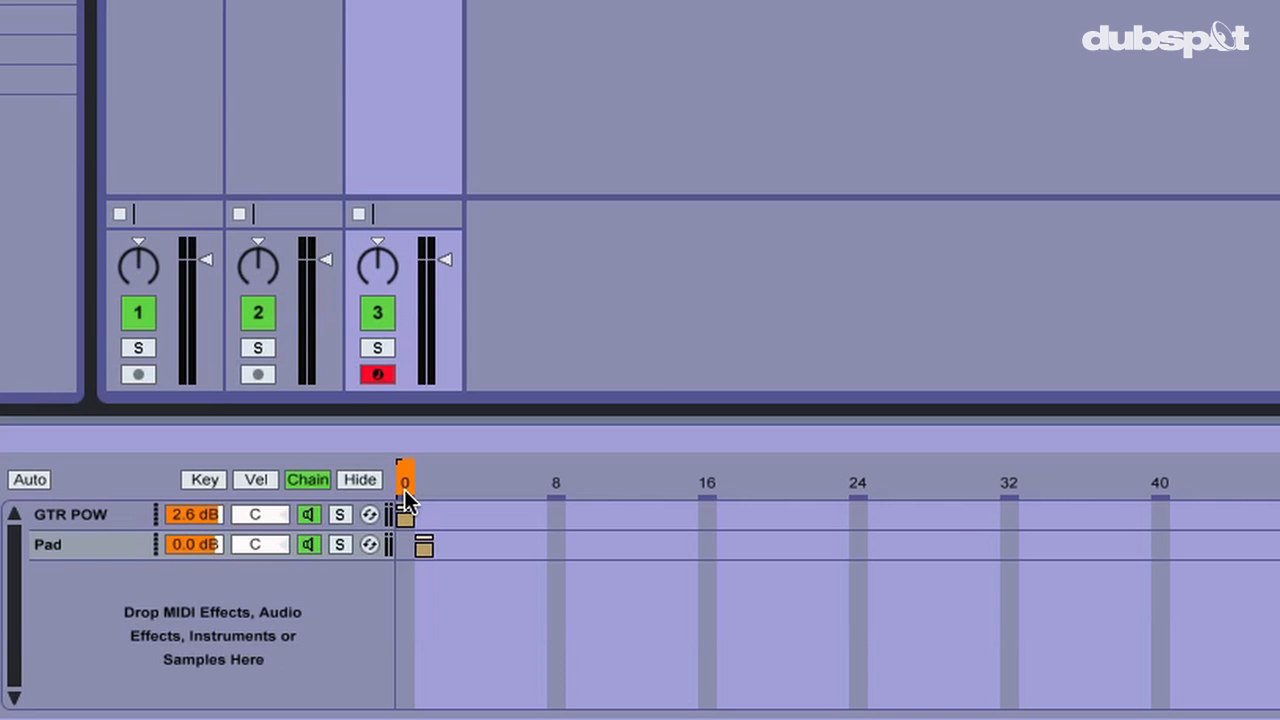 dubspot
1 2 3
S S S
Auto Key Vel Chain Hide 0 8 16 24 32 40
GTR POW 2.6 dB C S
Pad 0.0 dB C S
Drop MIDI Effects, Audio
Effects, Instruments or
Samples Here